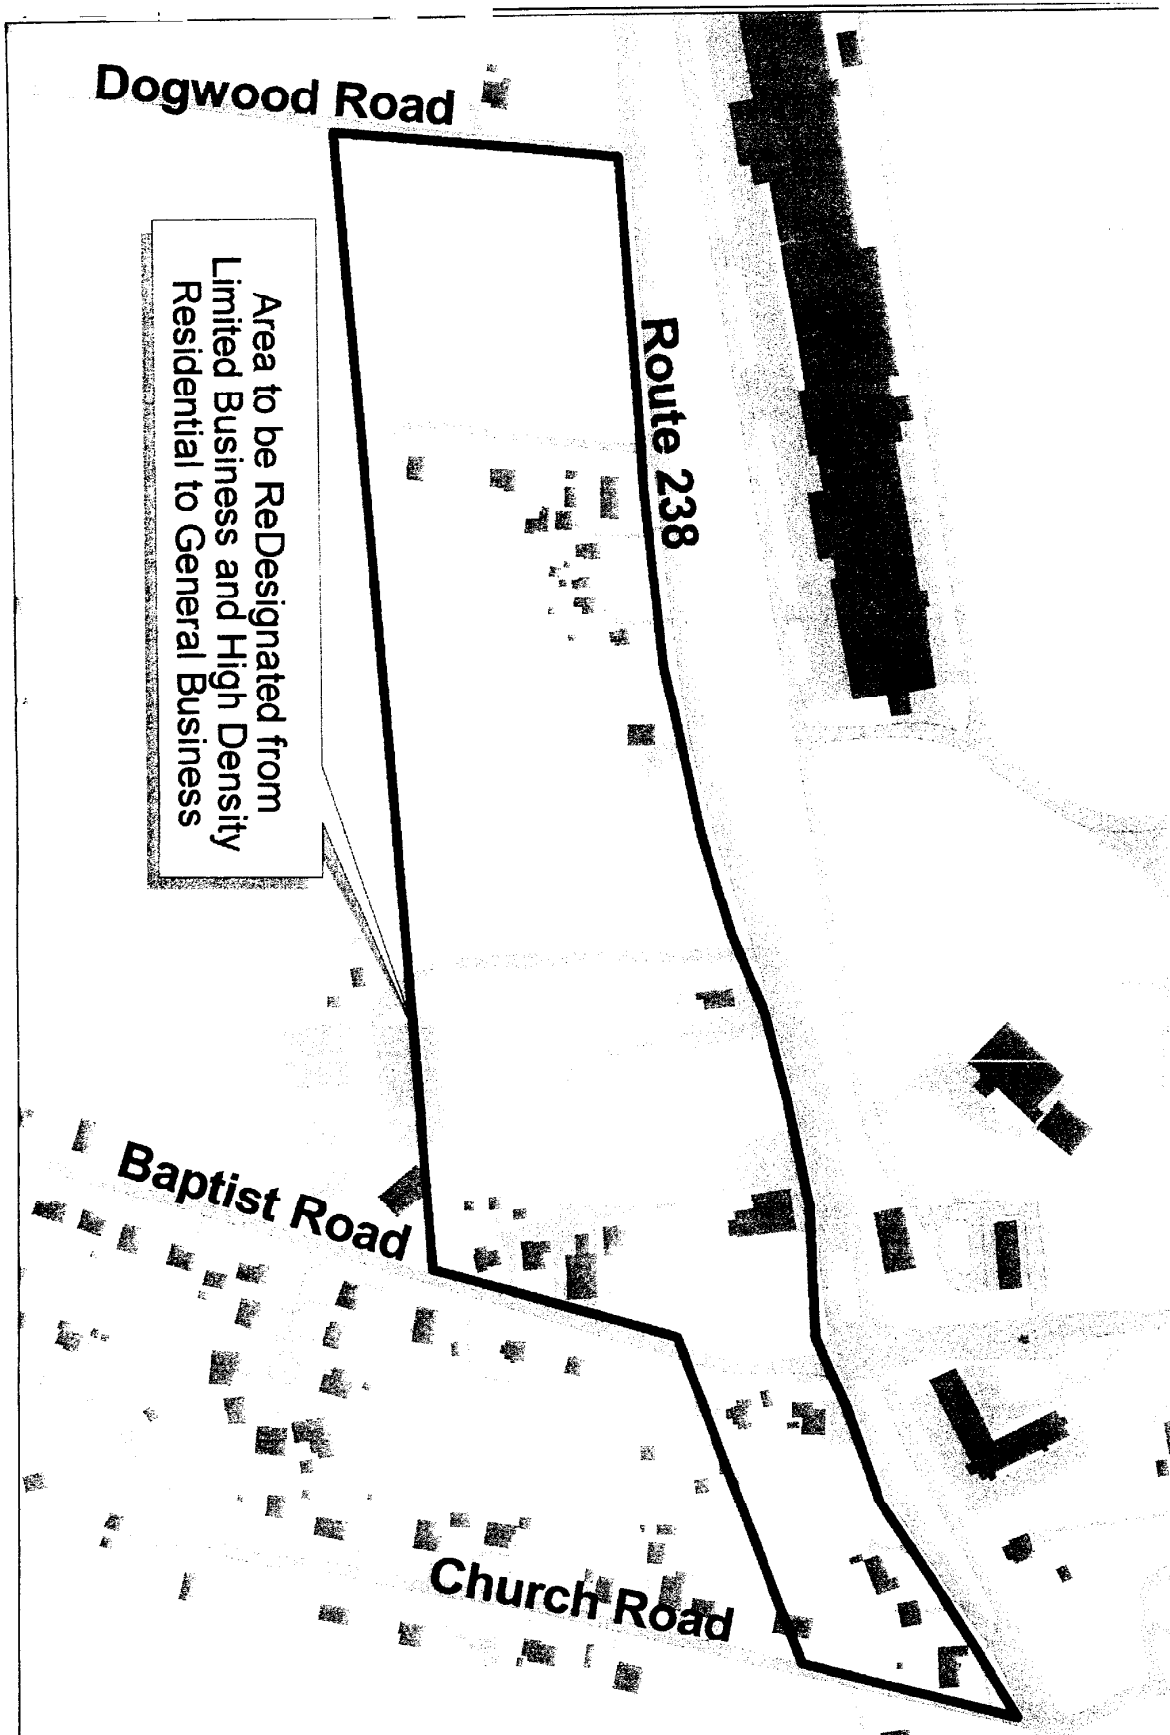 Dogwood Road
Route 238
Area to be ReDesignated from
Limited Business and High Density
Residential to General Business
Baptist Road
Church Road